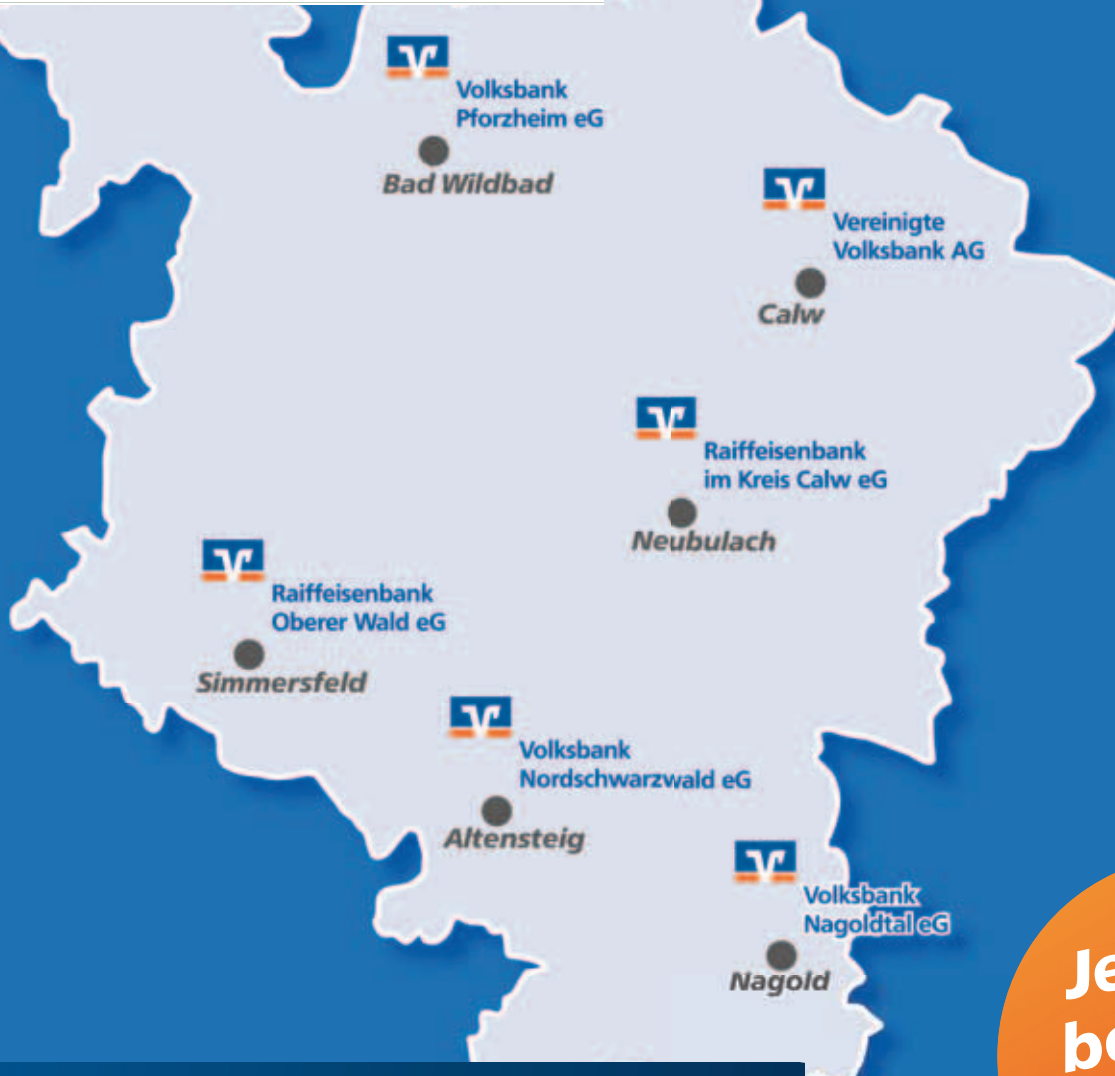 Volksbank
Pforzheim eG
Bad Wildbad
Vereinigte
Volksbank AG
Calw
Raiffeisenbank
im Kreis Calw eG
Neubulach
Raiffeisenbank
Oberer Wald eG
Simmersfeld
Volksbank
Nordschwarzwald eG
Altensteig
Volksbank
Nagoldtal eG
Nagold
Je